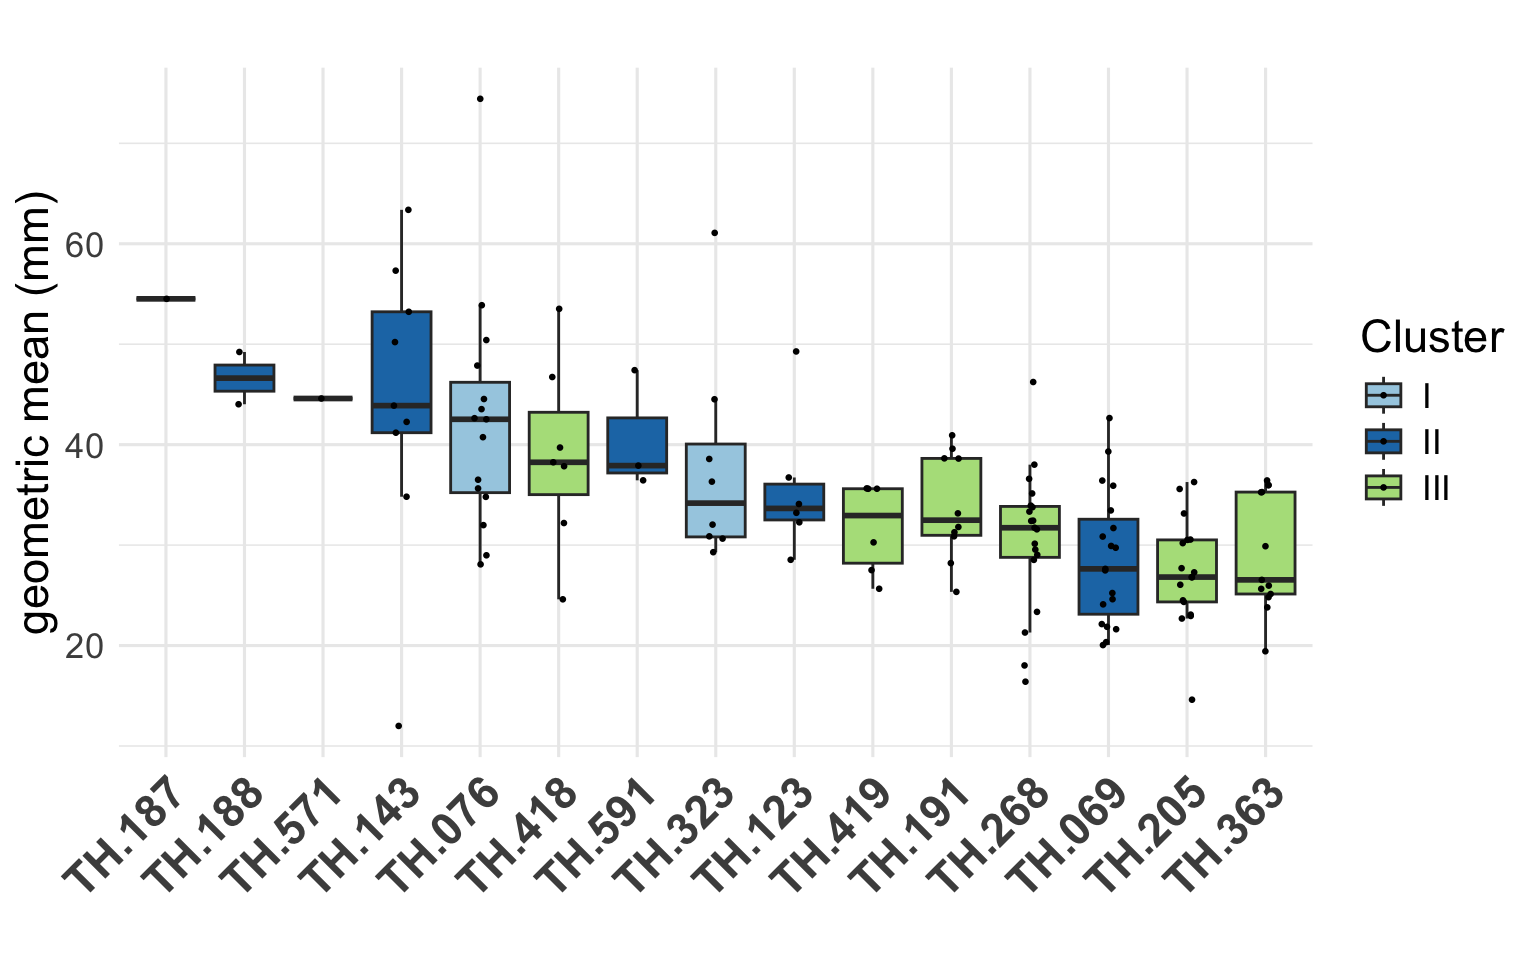 geometric mean (mm)
60
40
20
TH.187
TH.188
TH.571
TH.143
TH.076
TH.418
TH.591
TH.323
TH.123
TH.419
TH.191
TH.268
TH.069
TH.205
TH.363
Cluster
I
II
III